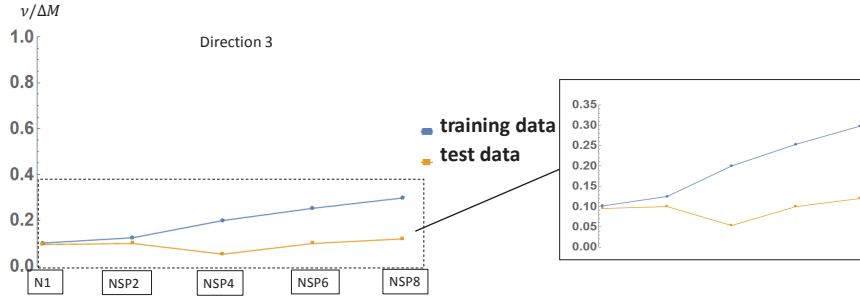 ν/ΔM
Direction 3
1.0
0.8
0.6
0.4
0.2
0.0
training data
test data
N1
NSP2
NSP4
NSP6
NSP8
0.35
0.30
0.25
0.20
0.15
0.10
0.05
0.00